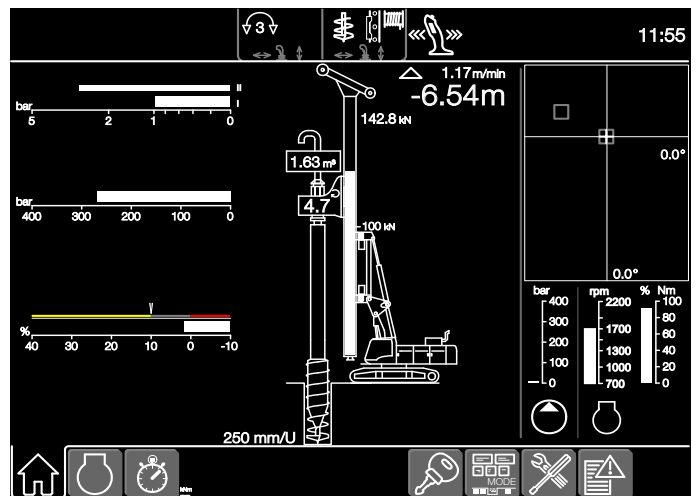 3
11:55
1.17 m/min
-6.54m
II
I
bar
5 2 1 0
142.8 kN
1.63 m³
4.7
0.0°
bar
400 300 200 100 0
-100 kN
0.0°
%
40 30 20 10 0 -10
bar rpm % Nm
400 2200 100
300 1700 80
200 1300 60
100 1000 40
20
0 700 0
250 mm/U
MODE